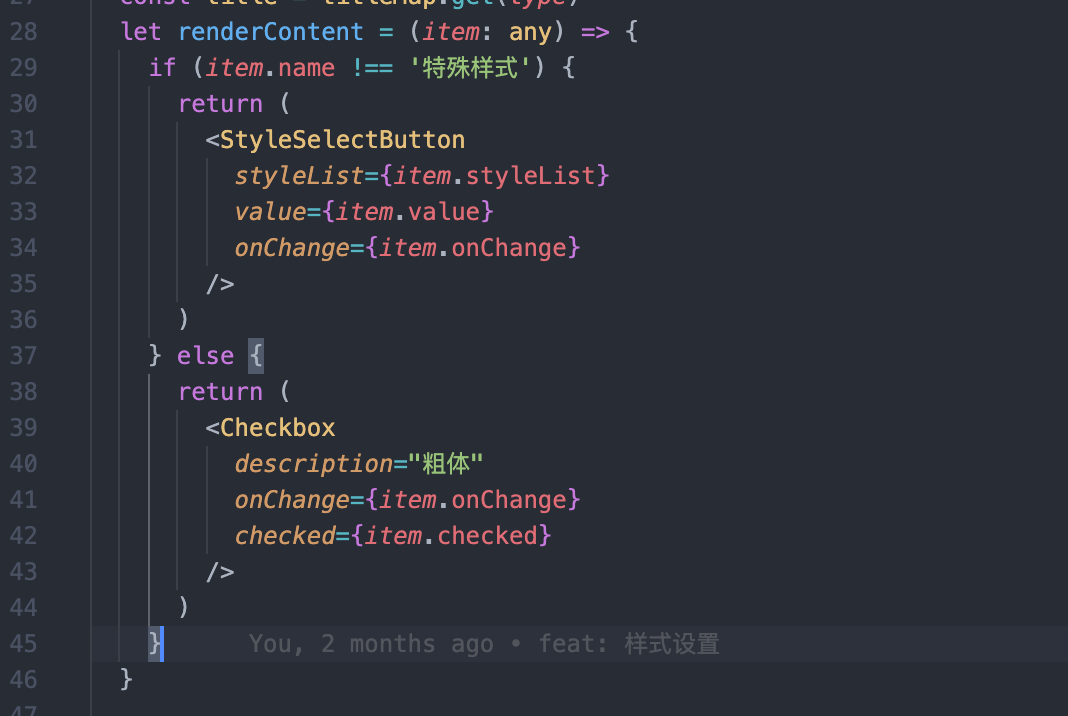 27 const title = titleMap.get(type)
28 let renderContent = (item: any) => {
29 if (item.name !== '特殊样式') {
30 return (
31 <StyleSelectButton
32 styleList={item.styleList}
33 value={item.value}
34 onChange={item.onChange}
35 />
36 )
37 } else {
38 return (
39 <Checkbox
40 description="粗体"
41 onChange={item.onChange}
42 checked={item.checked}
43 />
44 )
45 } You, 2 months ago • feat: 样式设置
46 }
47